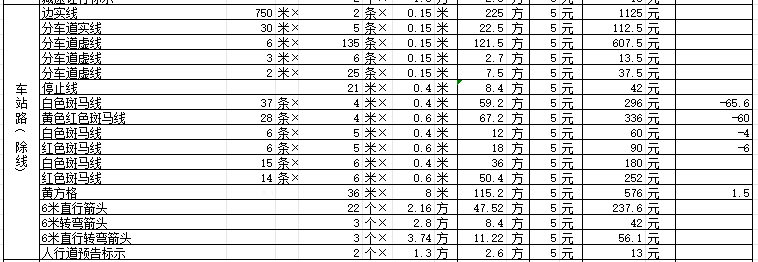 边实线 750 米× 2 条× 0.15 米 225 方 5 元 1125 元
分车道实线 30 米× 5 条× 0.15 米 22.5 方 5 元 112.5 元
分车道虚线 6 米× 135 条× 0.15 米 121.5 方 5 元 607.5 元
分车道虚线 3 米× 6 条× 0.15 米 2.7 方 5 元 13.5 元
分车道虚线 2 米× 25 条× 0.15 米 7.5 方 5 元 37.5 元
停止线 21 米× 0.4 米 8.4 方 5 元 42 元
车站路（除线） 白色斑马线 37 条× 4 米× 0.4 米 59.2 方 5 元 296 元 -65.6
黄色红色斑马线 28 条× 4 米× 0.6 米 67.2 方 5 元 336 元 -60
白色斑马线 6 条× 5 米× 0.4 米 12 方 5 元 60 元 -4
红色斑马线 6 条× 5 米× 0.6 米 18 方 5 元 90 元 -6
白色斑马线 15 条× 6 米× 0.4 米 36 方 5 元 180 元
红色斑马线 14 条× 6 米× 0.6 米 50.4 方 5 元 252 元
黄方格 36 米× 8 米 115.2 方 5 元 576 元 1.5
6米直行箭头 22 个× 2.16 方 47.52 方 5 元 237.6 元
6米转弯箭头 3 个× 2.8 方 8.4 方 5 元 42 元
6米直行转弯箭头 3 个× 3.74 方 11.22 方 5 元 56.1 元
人行道预告标示 2 个× 1.3 方 2.6 方 5 元 13 元